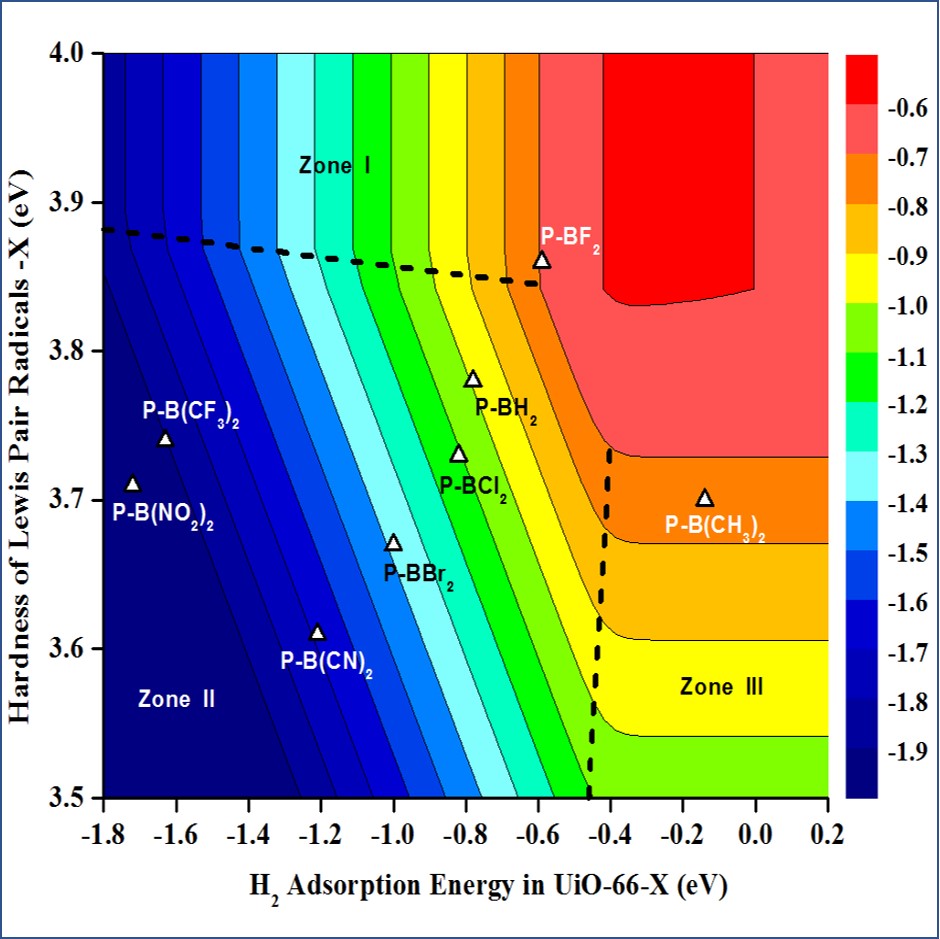 Hardness of Lewis Pair Radicals -X (eV)
4.0
3.9
3.8
3.7
3.6
3.5
Zone I
P-BF2
P-BH2
P-B(CF3)2
P-BCl2
P-B(NO2)2
P-B(CH3)2
P-BBr2
P-B(CN)2
Zone II
Zone III
-1.8 -1.6 -1.4 -1.2 -1.0 -0.8 -0.6 -0.4 -0.2 0.0 0.2
H2 Adsorption Energy in UiO-66-X (eV)
-0.6
-0.7
-0.8
-0.9
-1.0
-1.1
-1.2
-1.3
-1.4
-1.5
-1.6
-1.7
-1.8
-1.9